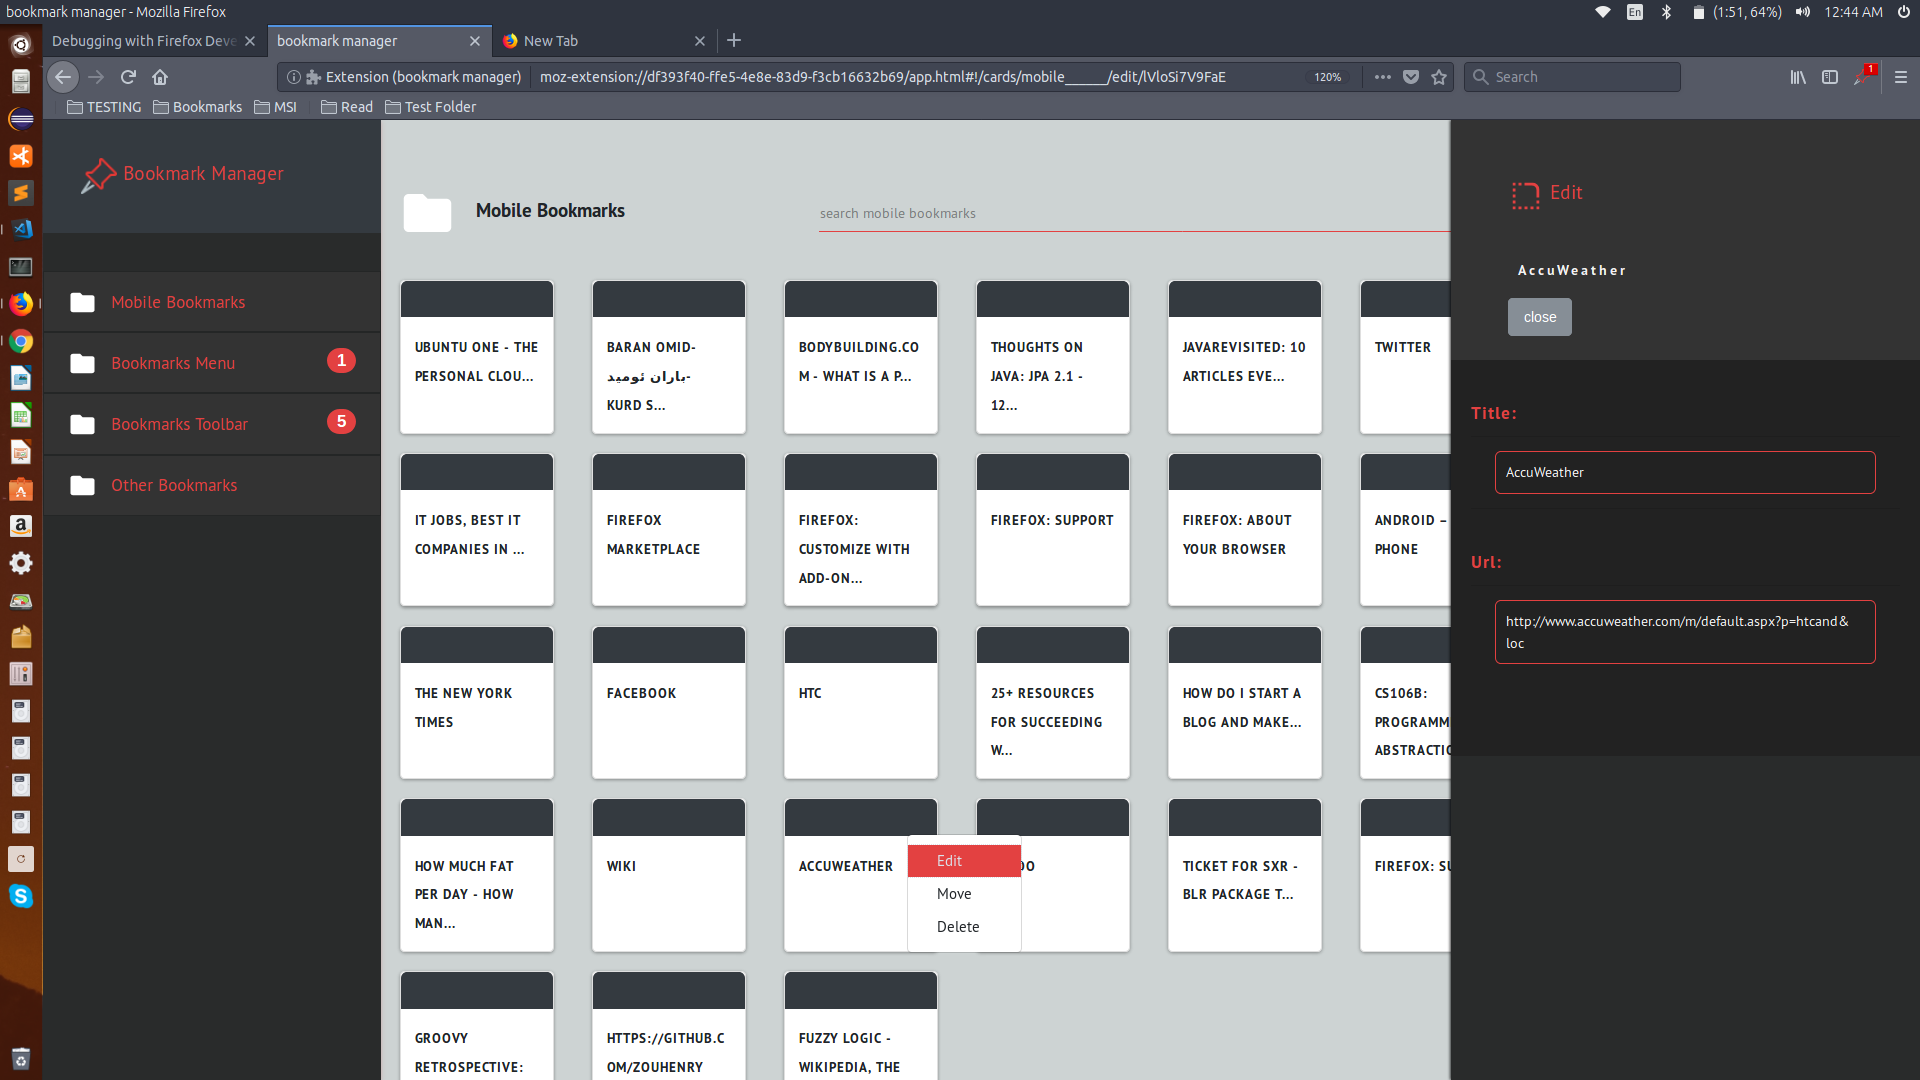 bookmark manager - Mozilla Firefox
En
(1:51, 64%)
12:44 AM
Debugging with Firefox Deve
bookmark manager
New Tab
Extension (bookmark manager)
moz-extension://df393f40-ffe5-4e8e-83d9-f3cb16632b69/app.html#!/cards/mobile______/edit/lVloSi7V9FaE
120%
Search
1
TESTING
Bookmarks
MSI
Read
Test Folder
Bookmark Manager
Mobile Bookmarks
Bookmarks Menu
1
Bookmarks Toolbar
5
Other Bookmarks
Mobile Bookmarks
search mobile bookmarks
UBUNTU ONE - THE
PERSONAL CLOU...
BARAN OMID-
باران ئومید-
KURD S...
BODYBUILDING.CO
M - WHAT IS A P...
THOUGHTS ON
JAVA: JPA 2.1 -
12...
JAVAREVISITED: 10
ARTICLES EVE...
TWITTER
IT JOBS, BEST IT
COMPANIES IN ...
FIREFOX
MARKETPLACE
FIREFOX:
CUSTOMIZE WITH
ADD-ON...
FIREFOX: SUPPORT
FIREFOX: ABOUT
YOUR BROWSER
ANDROID –
PHONE
THE NEW YORK
TIMES
FACEBOOK
HTC
25+ RESOURCES
FOR SUCCEEDING
W...
HOW DO I START A
BLOG AND MAKE...
CS106B:
PROGRAMM
ABSTRACTIO
HOW MUCH FAT
PER DAY - HOW
MAN...
WIKI
ACCUWEATHER
Edit
Move
Delete
TICKET FOR SXR -
BLR PACKAGE T...
FIREFOX: SU
GROOVY
RETROSPECTIVE:
HTTPS://GITHUB.C
OM/ZOUHENRY
FUZZY LOGIC -
WIKIPEDIA, THE
Edit
AccuWeather
close
Title:
AccuWeather
Url:
http://www.accuweather.com/m/default.aspx?p=htcand&
loc